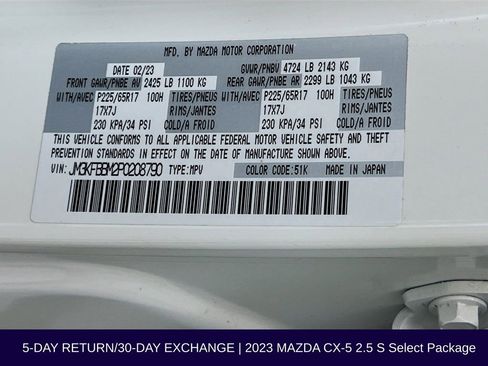 MFD. BY MAZDA MOTOR CORPORATION
DATE 02/23 GVWR/PNBV 4724 LB 2143 KG
FRONT GAWR/PNBE AV 2425 LB 1100 KG REAR GAWR/PNBE AR 2299 LB 1043 KG
WITH/AVEC P225/65R17 100H TIRES/PNEUS WITH/AVEC P225/65R17 100H TIRES/PNEUS
17X7J RIMS/JANTES 17X7J RIMS/JANTES
230 KPA/34 PSI COLD/A FROID 230 KPA/34 PSI COLD/A FROID
THIS VEHICLE CONFORMS TO ALL APPLICABLE FEDERAL MOTOR VEHICLE SAFETY AND THEFT
PREVENTION STANDARDS IN EFFECT ON THE DATE OF MANUFACTURE SHOWN ABOVE.
VIN: JM3KFBBM2P0208790 TYPE:MPV COLOR CODE:51K MADE IN JAPAN
5-DAY RETURN/30-DAY EXCHANGE | 2023 MAZDA CX-5 2.5 S Select Package